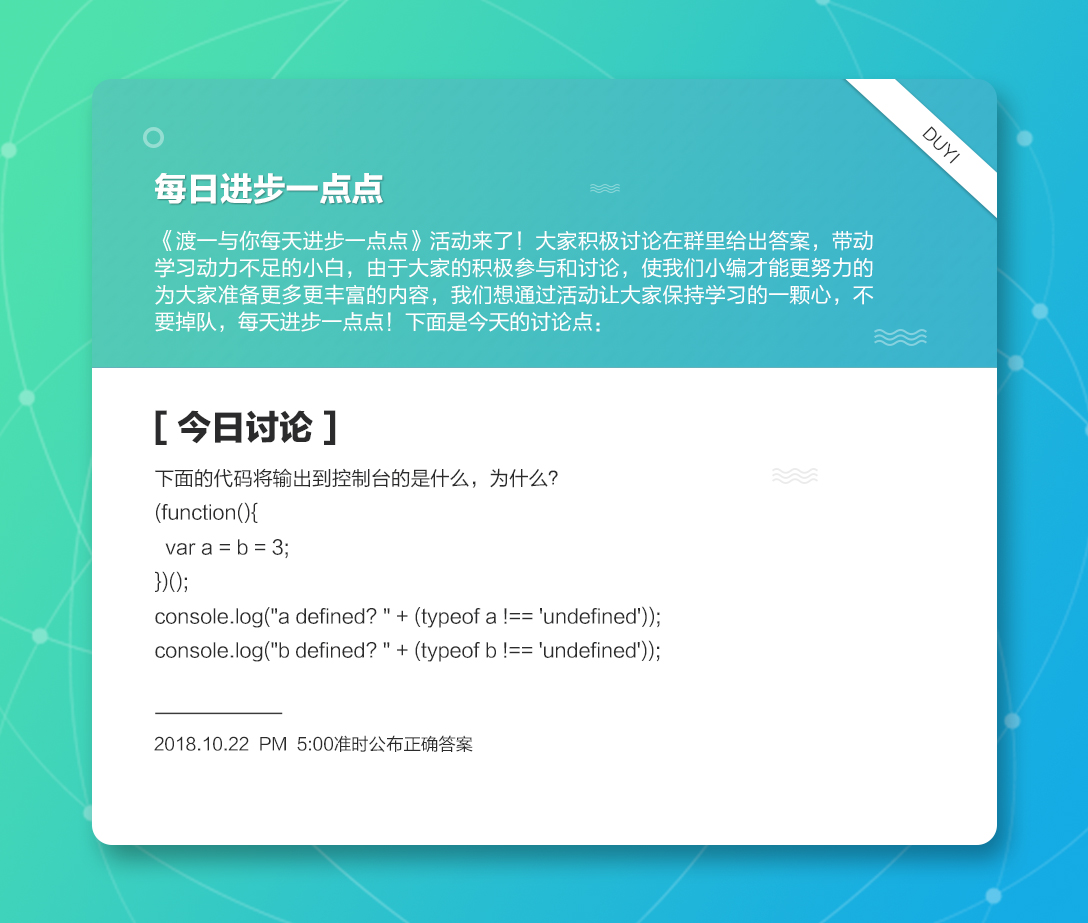 DUYI
每日进步一点点
《渡一与你每天进步一点点》活动来了！大家积极讨论在群里给出答案，带动
学习动力不足的小白，由于大家的积极参与和讨论，使我们小编才能更努力的
为大家准备更多更丰富的内容，我们想通过活动让大家保持学习的一颗心，不
要掉队，每天进步一点点！下面是今天的讨论点：
[ 今日讨论 ]
下面的代码将输出到控制台的是什么，为什么？
(function(){
  var a = b = 3;
})();
console.log("a defined? " + (typeof a !== 'undefined'));
console.log("b defined? " + (typeof b !== 'undefined'));
2018.10.22 PM 5:00准时公布正确答案